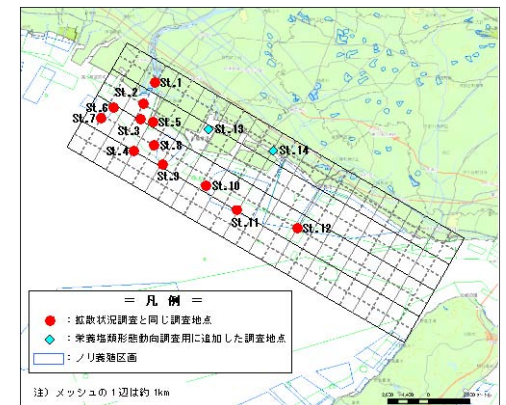 St.1
St.2
St.6
St.7
St.5
St.3
St.13
St.4
St.8
St.14
St.9
St.10
St.11
St.12
＝ 凡 例 ＝
：拡散状況調査と同じ調査地点
：栄養塩類形態動向調査用に追加した調査地点
：ノリ養殖区画
注）メッシュの１辺は約 1km